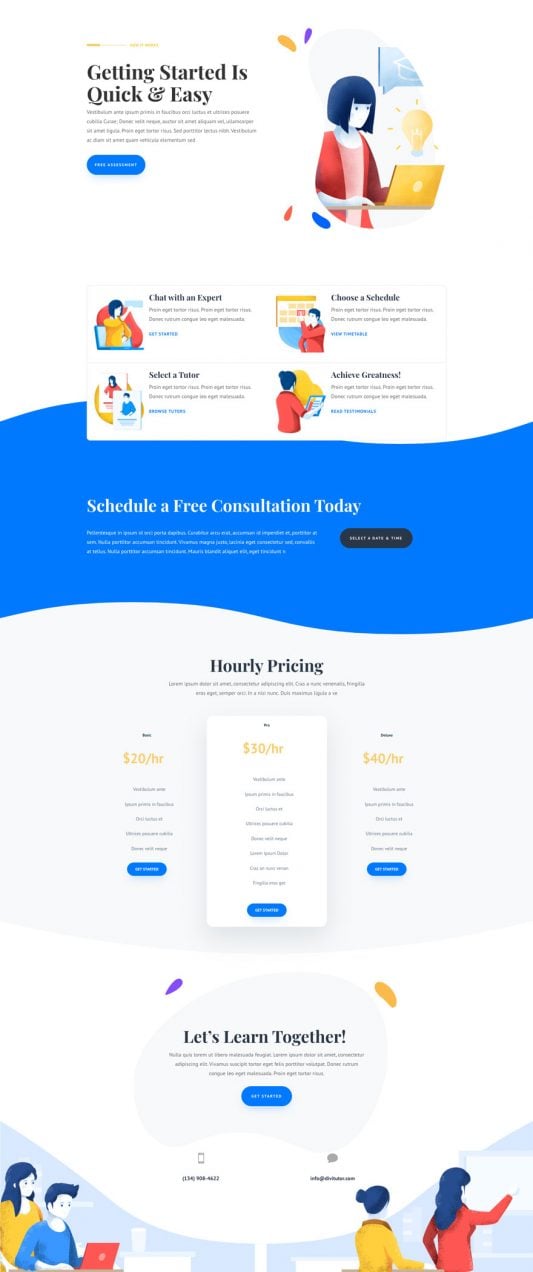 HOW IT WORKS
Getting Started Is
Quick & Easy
Vestibulum ante ipsum primis in faucibus orci luctus et ultrices posuere
cubilia Curae; Donec velit neque, auctor sit amet aliquam vel, ullamcorper
sit amet ligula. Proin eget tortor risus. Sed porttitor lectus nibh. Vestibulum
ac diam sit amet quam vehicula elementum sed
FREE ASSESSMENT
Chat with an Expert
Proin eget tortor risus. Proin eget tortor risus.
Donec rutrum congue leo eget malesuada.
GET STARTED
Choose a Schedule
Proin eget tortor risus. Proin eget tortor risus.
Donec rutrum congue leo eget malesuada.
VIEW TIMETABLE
Select a Tutor
Proin eget tortor risus. Proin eget tortor risus.
Donec rutrum congue leo eget malesuada.
BROWSE TUTORS
Achieve Greatness!
Proin eget tortor risus. Proin eget tortor risus.
Donec rutrum congue leo eget malesuada.
READ TESTIMONIALS
Schedule a Free Consultation Today
Pellentesque in ipsum id orci porta dapibus. Curabitur arcu erat, accumsan id imperdiet et, porttitor at
sem. Nulla porttitor accumsan tincidunt. Vivamus magna justo, lacinia eget consectetur sed, convallis
at tellus. Nulla porttitor accumsan tincidunt. Mauris blandit aliquet elit, eget tincidunt n
SELECT A DATE & TIME
Hourly Pricing
Lorem ipsum dolor sit amet, consectetur adipiscing elit. Cras a nunc venenatis, fringilla
eros eget, semper orci. In a nisi nunc. Duis maximus ligula a ve
Basic
$20/hr
Vestibulum ante
Ipsum primis in faucibus
Orci luctus et
Ultrices posuere cubilia
Donec velit neque
GET STARTED
Pro
$30/hr
Vestibulum ante
Ipsum primis in faucibus
Orci luctus et
Ultrices posuere cubilia
Donec velit neque
Lorem Ipsum Dolor
Cras an nunc venen
Fringilla eros get
GET STARTED
Deluxe
$40/hr
Vestibulum ante
Ipsum primis in faucibus
Orci luctus et
Ultrices posuere cubilia
Donec velit neque
GET STARTED
Let's Learn Together!
Nulla quis lorem ut libero malesuada feugiat. Lorem ipsum dolor sit amet, consectetur
adipiscing elit. Vivamus suscipit tortor eget felis porttitor volutpat. Donec rutrum
congue leo eget malesuada. Proin eget tortor risus.
GET STARTED
(134) 908-4622
info@divitutor.com